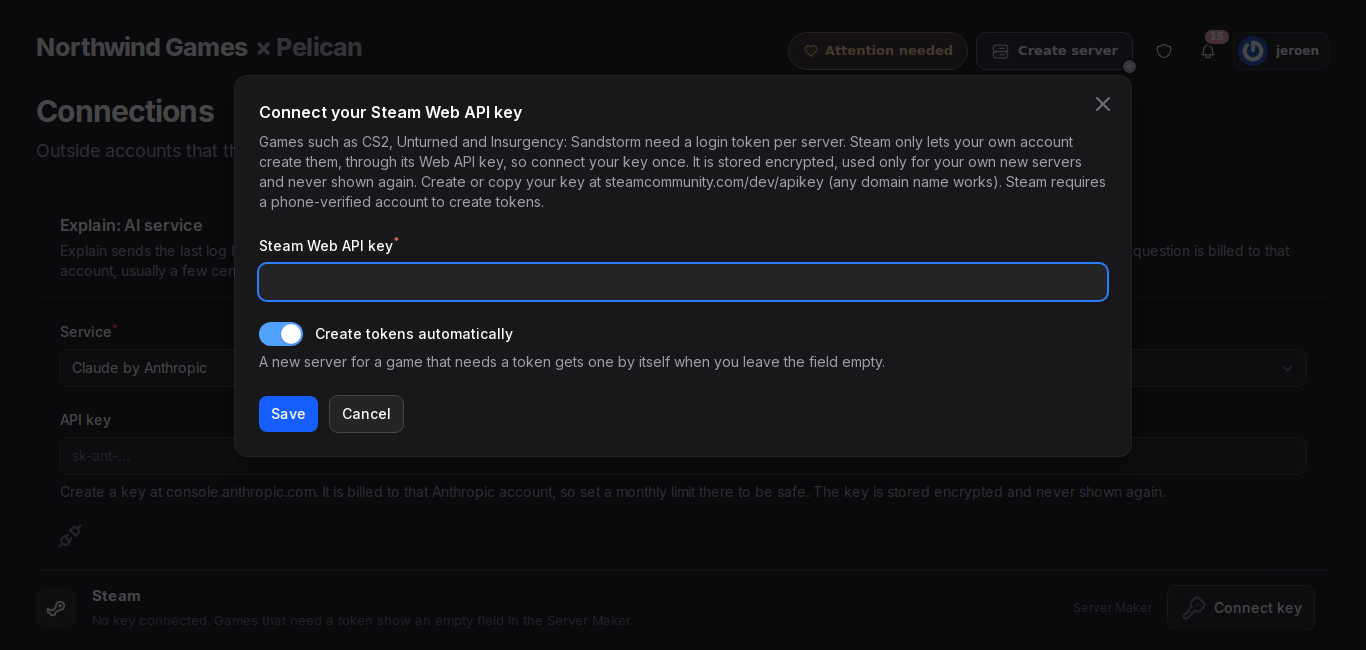 Northwind Games × Pelican
Attention needed
Create server
15
jeroen
Connections
Outside accounts that th
Connect your Steam Web API key
Games such as CS2, Unturned and Insurgency: Sandstorm need a login token per server. Steam only lets your own account
create them, through its Web API key, so connect your key once. It is stored encrypted, used only for your own new servers
and never shown again. Create or copy your key at steamcommunity.com/dev/apikey (any domain name works). Steam requires
a phone-verified account to create tokens.
Explain: AI service
Explain sends the last log l
question is billed to that
account, usually a few cen
Steam Web API key*
Service*
Create tokens automatically
A new server for a game that needs a token gets one by itself when you leave the field empty.
Claude by Anthropic
Save
Cancel
API key
sk-ant-...
Create a key at console.anthropic.com. It is billed to that Anthropic account, so set a monthly limit there to be safe. The key is stored encrypted and never shown again.
Steam
No key connected. Games that need a token show an empty field in the Server Maker.
Server Maker
Connect key